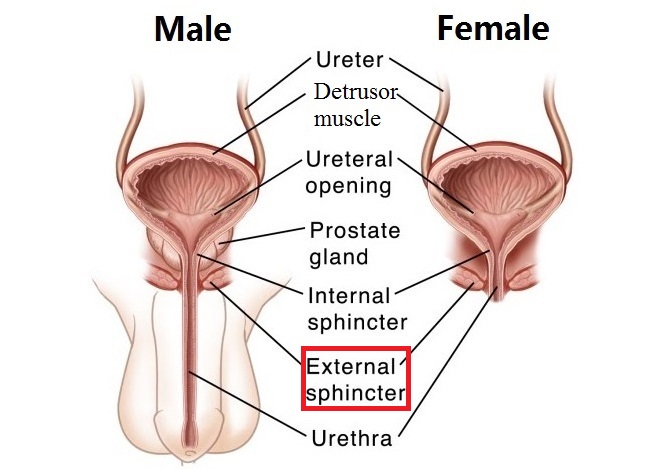 Male
Female
Ureter
Detrusor
muscle
Ureteral
opening
Prostate
gland
Internal
sphincter
External
sphincter
Urethra